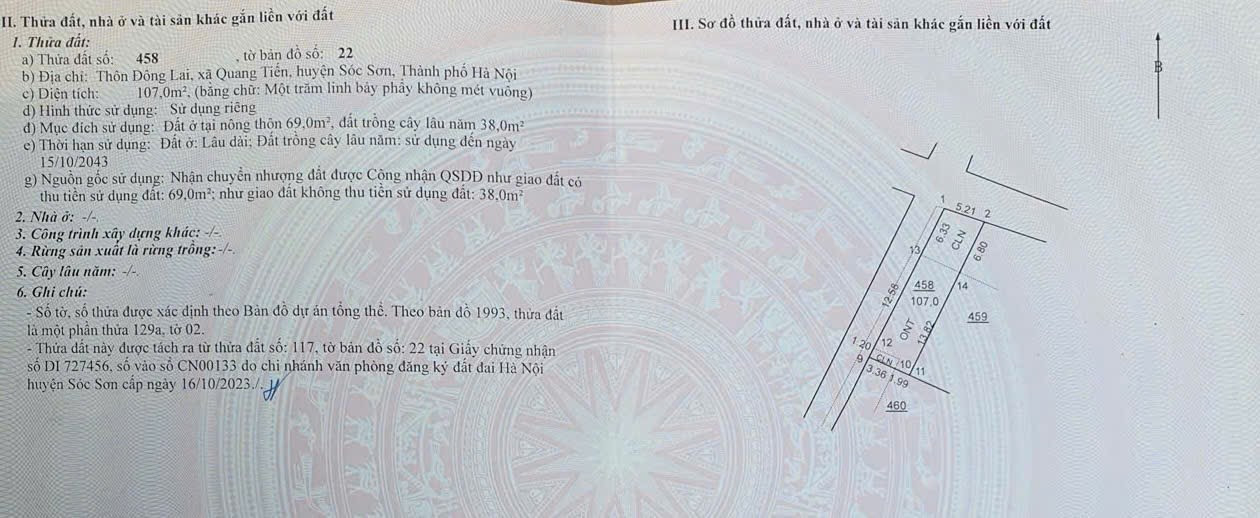 II. Thửa đất, nhà ở và tài sản khác gắn liền với đất
1. Thửa đất:
a) Thửa đất số: 458 , tờ bản đồ số: 22
b) Địa chỉ: Thôn Đông Lai, xã Quang Tiến, huyện Sóc Sơn, Thành phố Hà Nội
c) Diện tích: 107,0m², (bằng chữ: Một trăm linh bảy phẩy không mét vuông)
d) Hình thức sử dụng: Sử dụng riêng
đ) Mục đích sử dụng: Đất ở tại nông thôn 69,0m², đất trồng cây lâu năm 38,0m²
e) Thời hạn sử dụng: Đất ở: Lâu dài; Đất trồng cây lâu năm: sử dụng đến ngày
15/10/2043
g) Nguồn gốc sử dụng: Nhận chuyển nhượng đất được Công nhận QSDĐ như giao đất có
thu tiền sử dụng đất: 69,0m²; như giao đất không thu tiền sử dụng đất: 38,0m²
2. Nhà ở: -/-.
3. Công trình xây dựng khác: -/-.
4. Rừng sản xuất là rừng trồng: -/-.
5. Cây lâu năm: -/-.
6. Ghi chú:
- Số tờ, số thửa được xác định theo Bản đồ dự án tổng thể. Theo bản đồ 1993, thửa đất
là một phần thửa 129a, tờ 02.
- Thửa đất này được tách ra từ thửa đất số: 117, tờ bản đồ số: 22 tại Giấy chứng nhận
số DI 727456, số vào sổ CN00133 do chi nhánh văn phòng đăng ký đất đai Hà Nội
huyện Sóc Sơn cấp ngày 16/10/2023./.
III. Sơ đồ thửa đất, nhà ở và tài sản khác gắn liền với đất
B
1 5.21 2
6.33 CLN 6.80
13
458 14
107,0
12.58
459
ONT 13.82
1.20 12
9 CLN 10 11
3.36 1.99
460